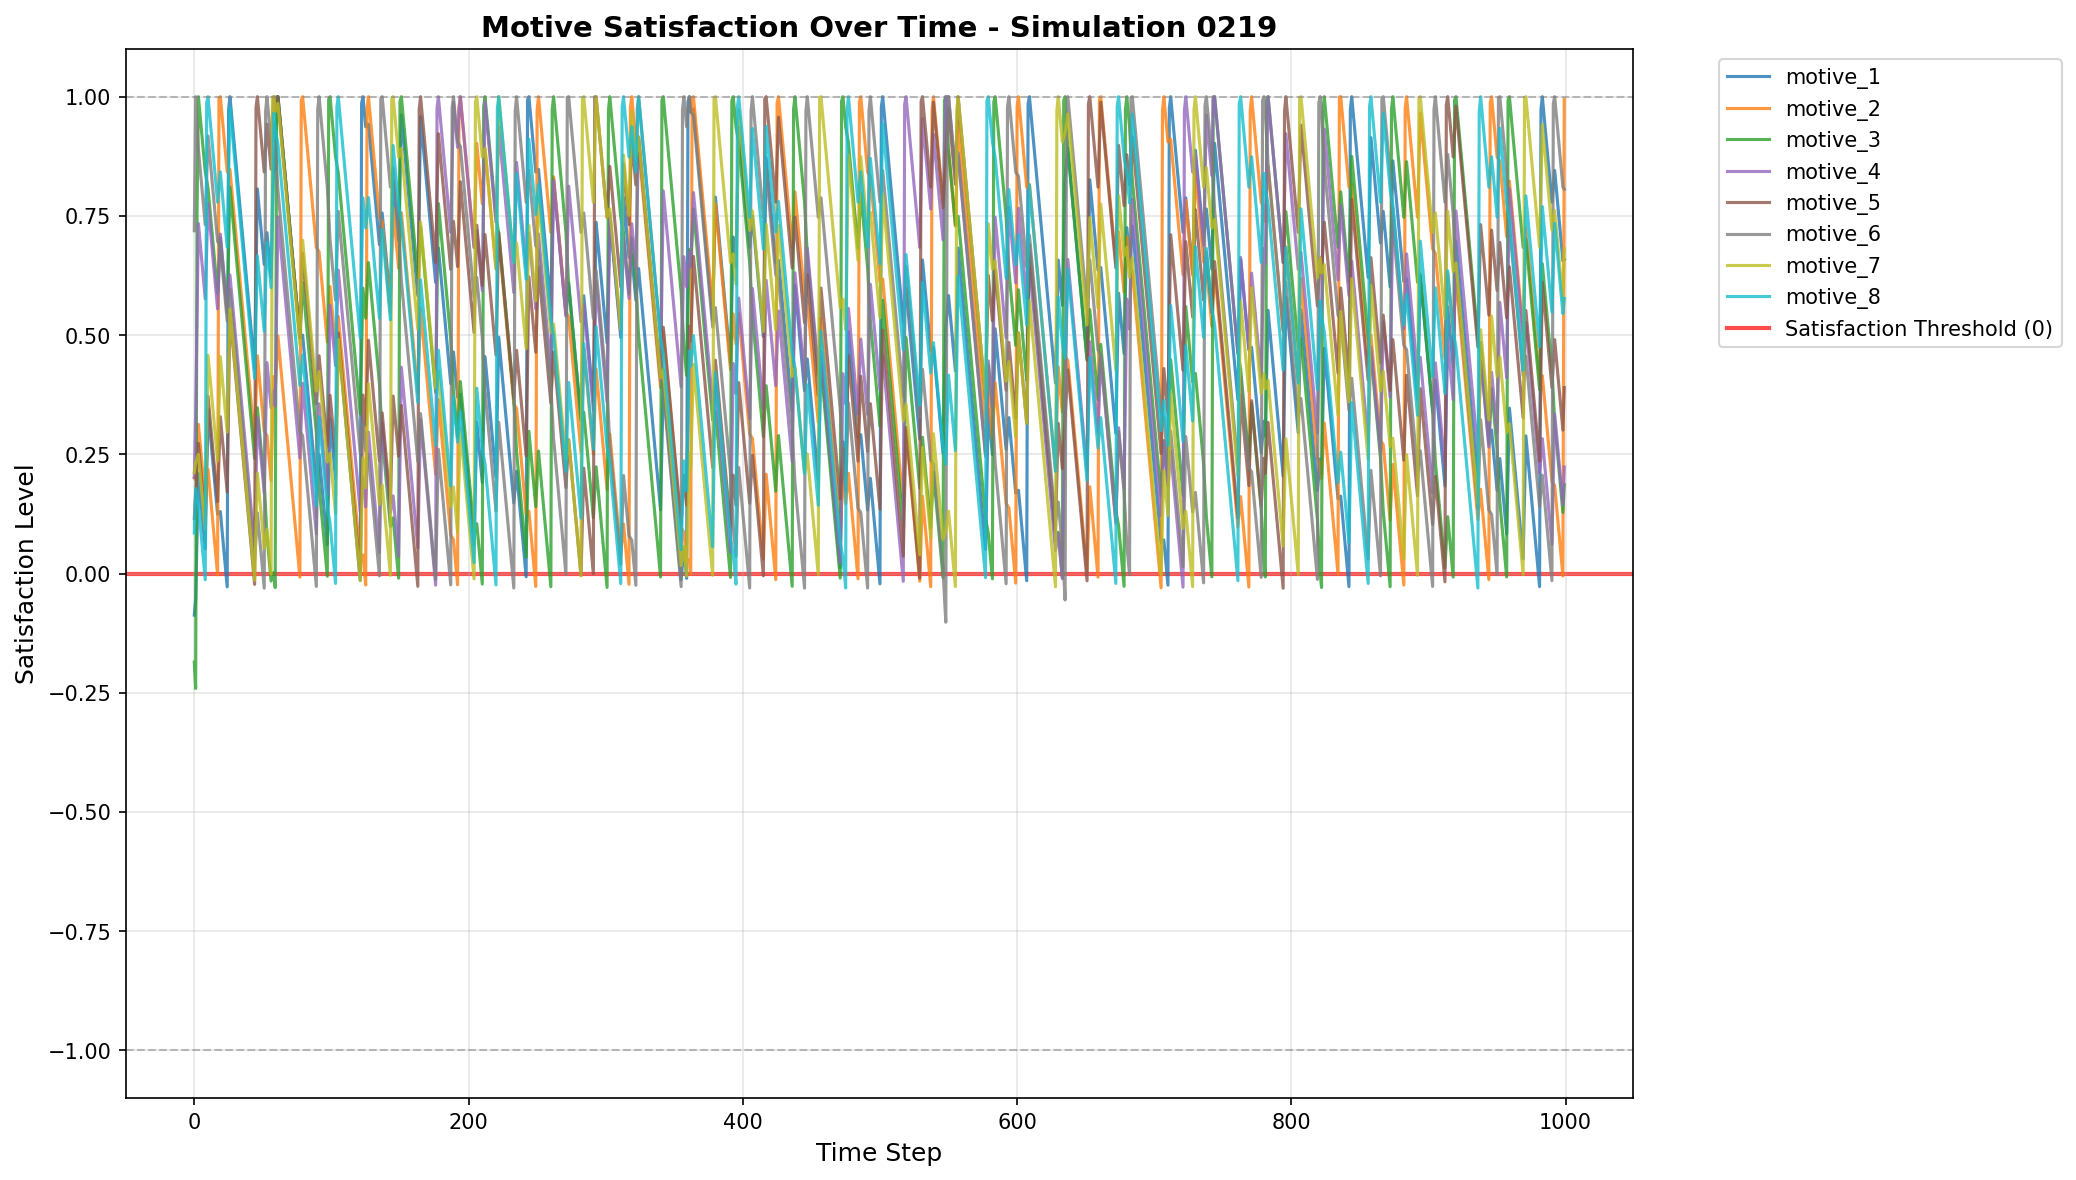 Motive Satisfaction Over Time - Simulation 0219
Satisfaction Level
1.00
0.75
0.50
0.25
0.00
−0.25
−0.50
−0.75
−1.00
0
200
400
600
800
1000
Time Step
motive_1
motive_2
motive_3
motive_4
motive_5
motive_6
motive_7
motive_8
Satisfaction Threshold (0)